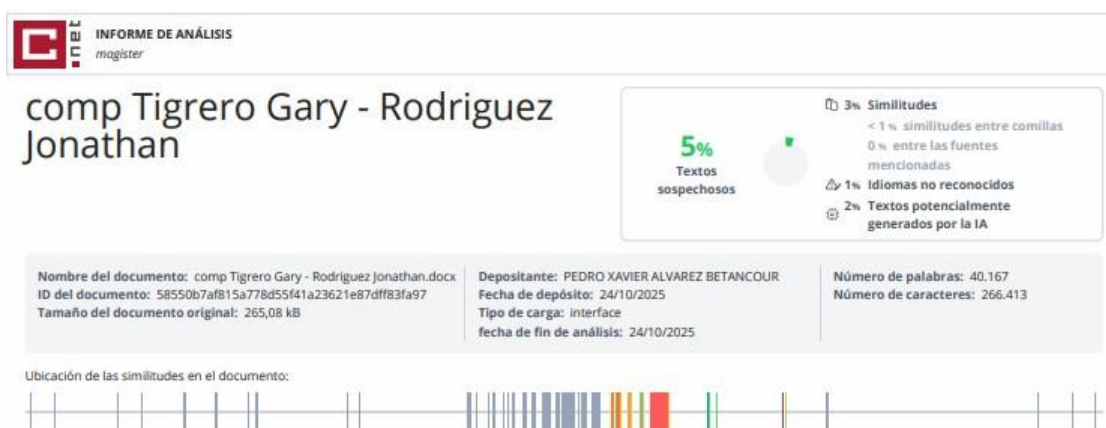 C.net
INFORME DE ANÁLISIS
magister
comp Tigrero Gary - Rodriguez
Jonathan
5%
Textos
sospechosos
3% Similitudes
< 1 % similitudes entre comillas
0 % entre las fuentes
mencionadas
1% Idiomas no reconocidos
2% Textos potencialmente
generados por la IA
Nombre del documento: comp Tigrero Gary - Rodriguez Jonathan.docx
ID del documento: 58550b7af815a778d55f41a23621e87dff83fa97
Tamaño del documento original: 265,08 kB
Depositante: PEDRO XAVIER ALVAREZ BETANCOUR
Fecha de depósito: 24/10/2025
Tipo de carga: interface
fecha de fin de análisis: 24/10/2025
Número de palabras: 40.167
Número de caracteres: 266.413
Ubicación de las similitudes en el documento: